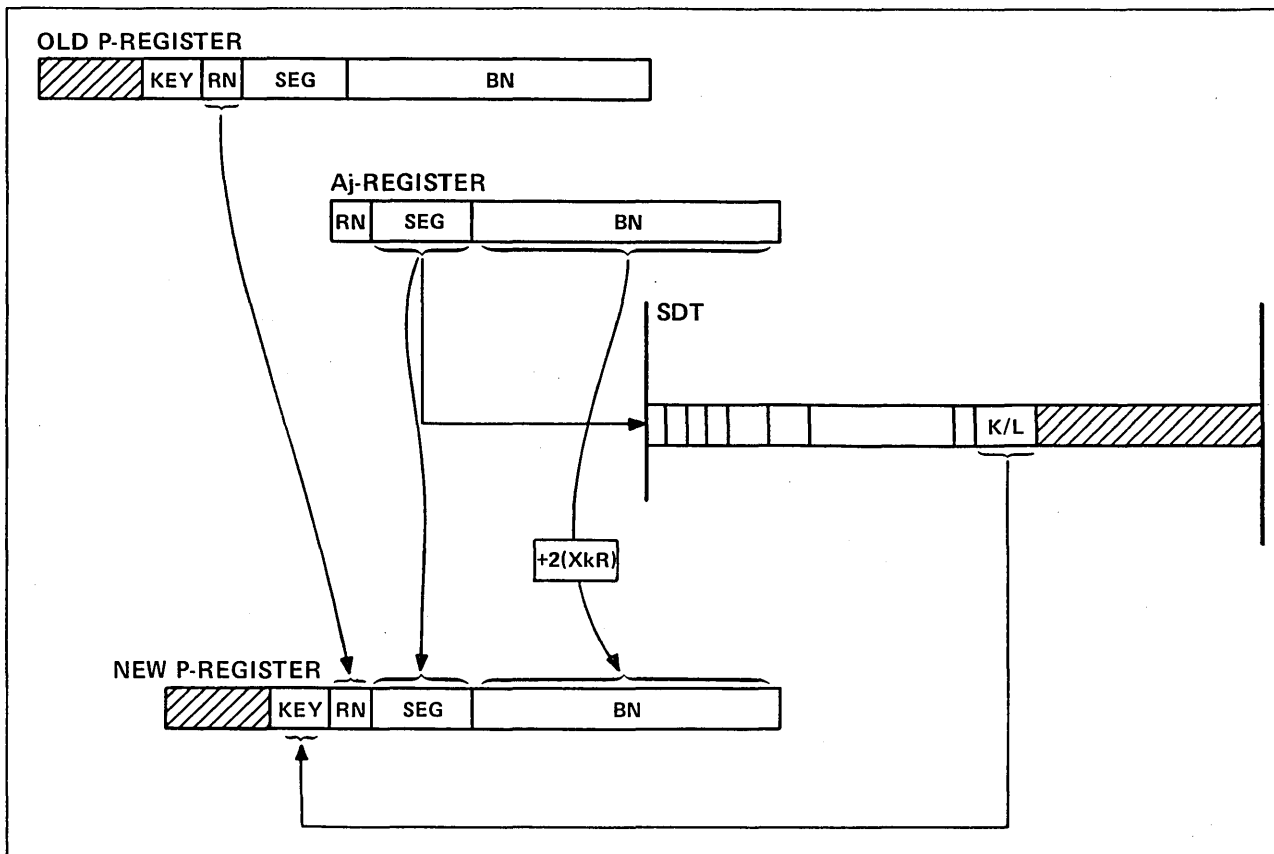 OLD P-REGISTER
KEY RN SEG BN
Aj-REGISTER
RN SEG BN
SDT
K/L
+2(XkR)
NEW P-REGISTER
KEY RN SEG BN